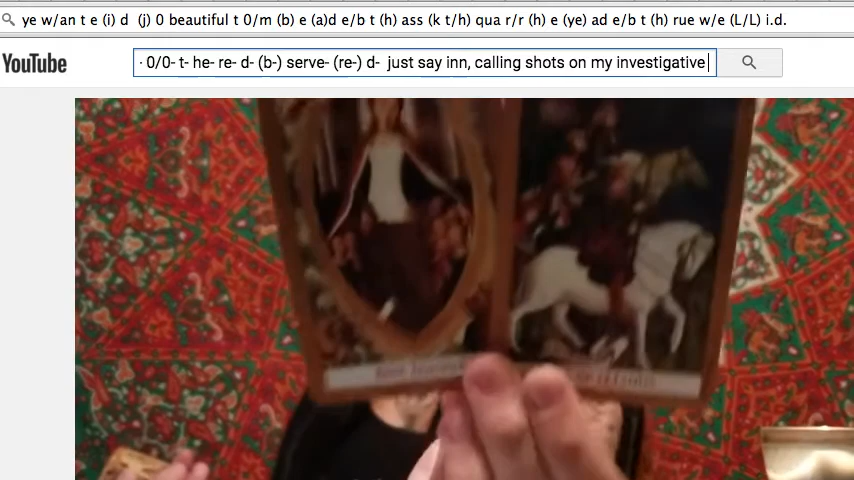 ye w/an t e (i) d (j) 0 beautiful t 0/m (b) e (a)d e/b t (h) ass (k t/h) qua r/r (h) e (ye) ad e/b t (h) rue w/e (L/L) i.d.
YouTube
· 0/0- t- he- re- d- (b-) serve- (re-) d- just say inn, calling shots on my investigative